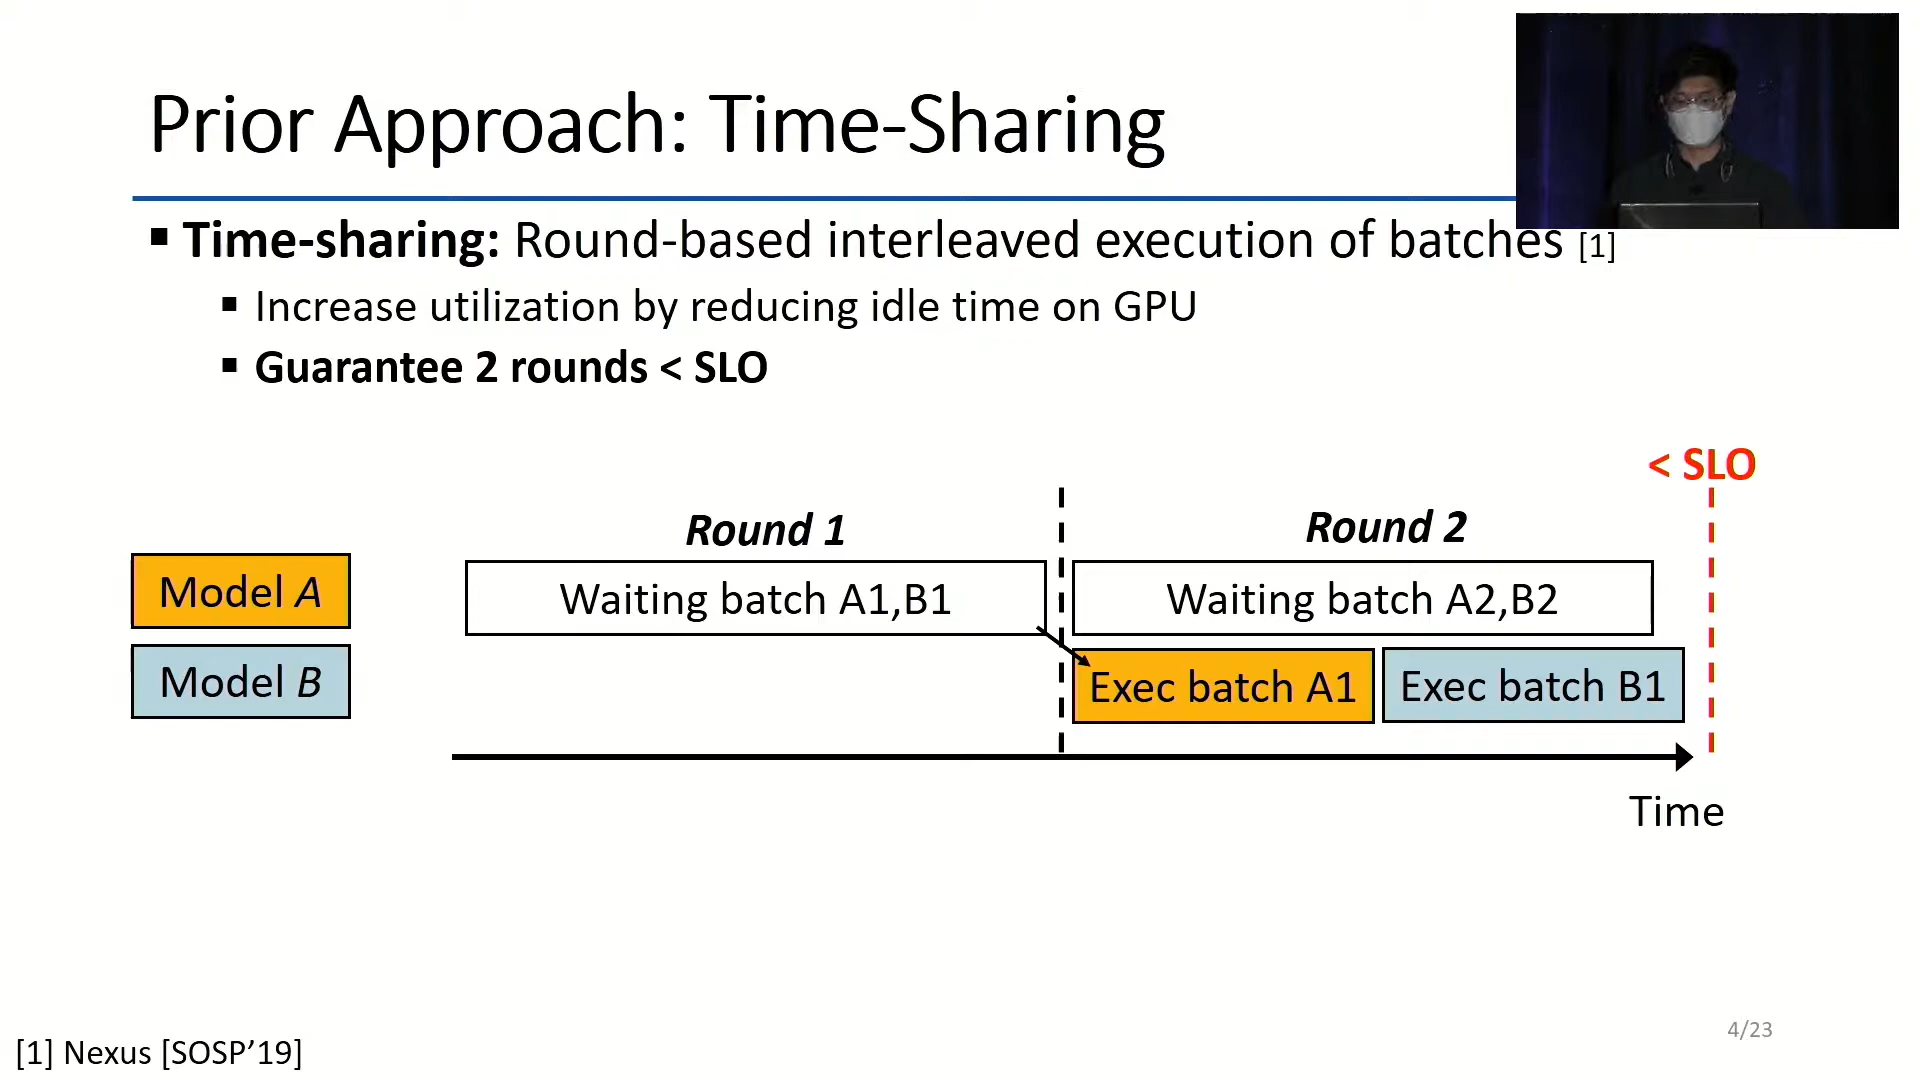 Prior Approach: Time-Sharing
▪ Time-sharing: Round-based interleaved execution of batches [1]
▪ Increase utilization by reducing idle time on GPU
▪ Guarantee 2 rounds < SLO
< SLO
Round 1
Round 2
Model A
Waiting batch A1,B1
Waiting batch A2,B2
Model B
Exec batch A1
Exec batch B1
Time
4/23
[1] Nexus [SOSP’19]